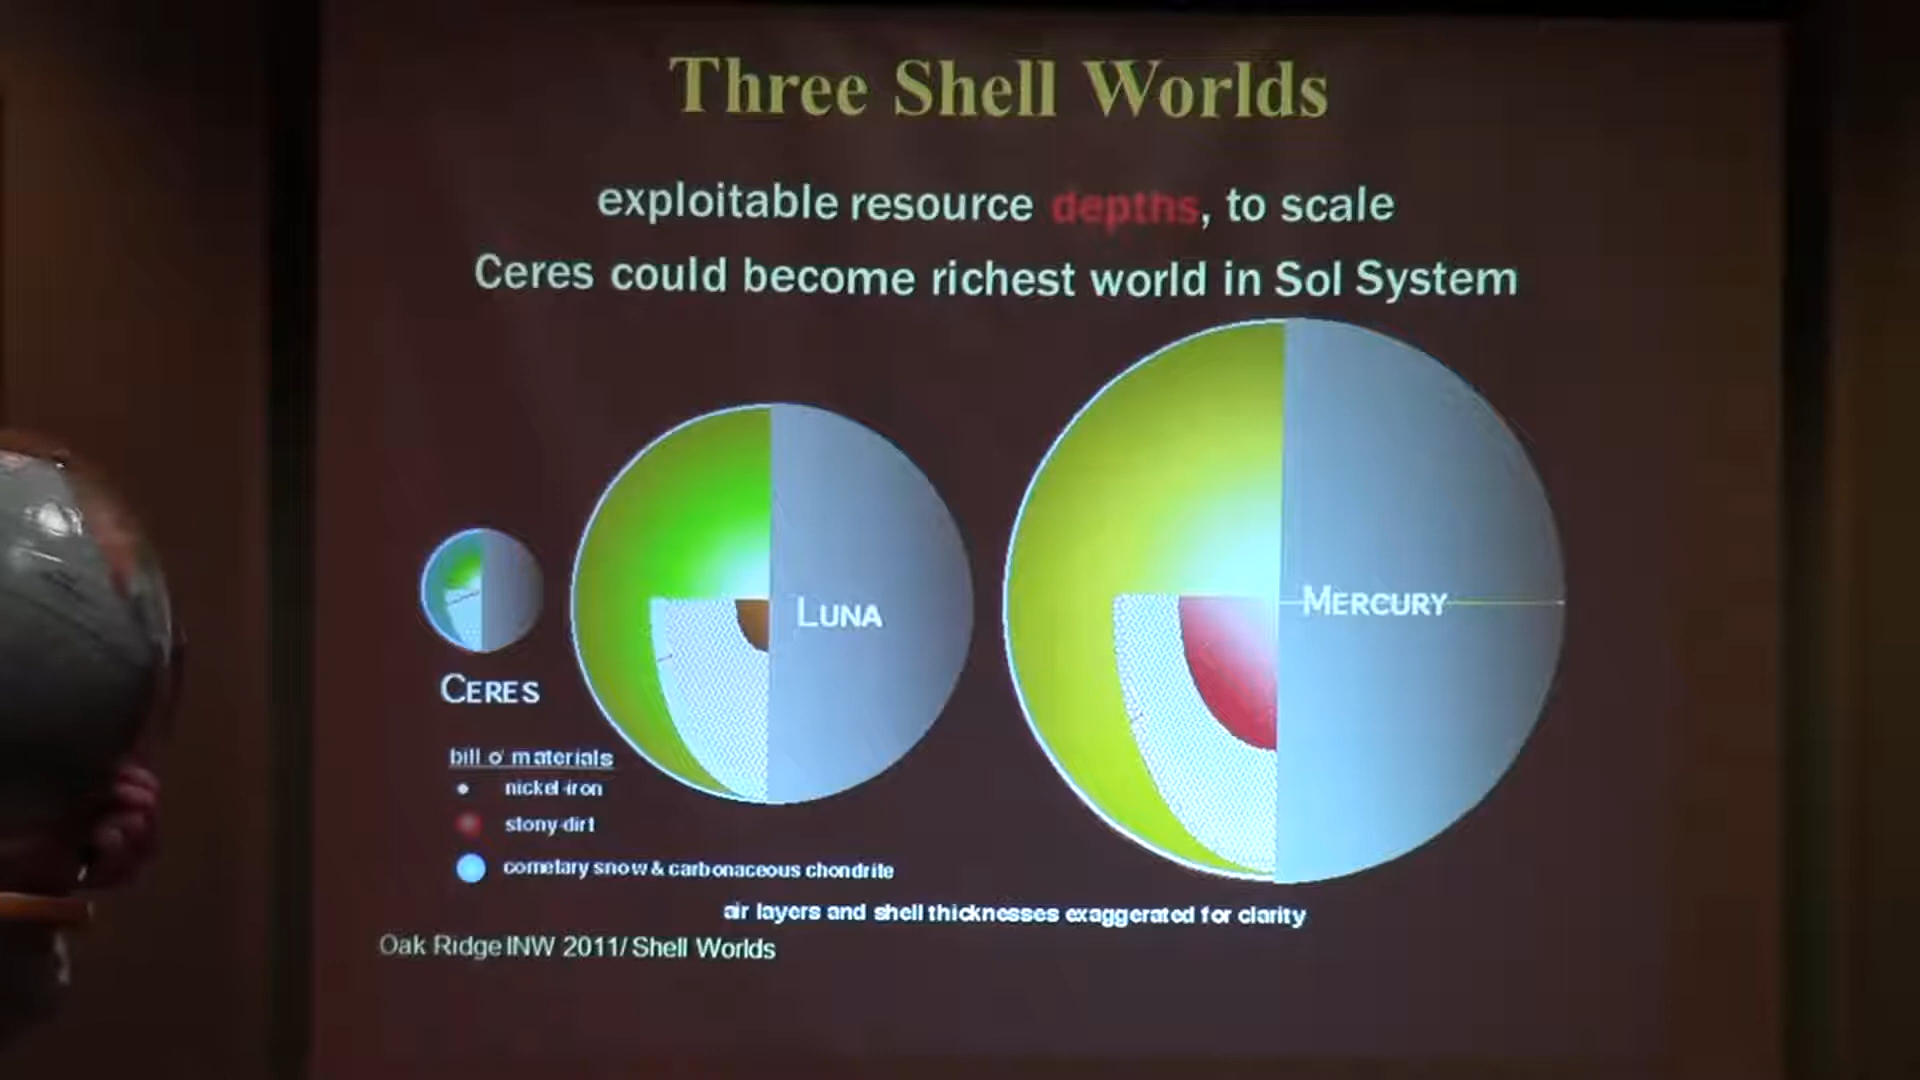 Three Shell Worlds
exploitable resource depths, to scale
Ceres could become richest world in Sol System
LUNA
MERCURY
CERES
bill o' materials
nickel-iron
stony-dirt
cometary snow & carbonaceous chondrite
air layers and shell thicknesses exaggerated for clarity
Oak Ridge INW 2011/ Shell Worlds